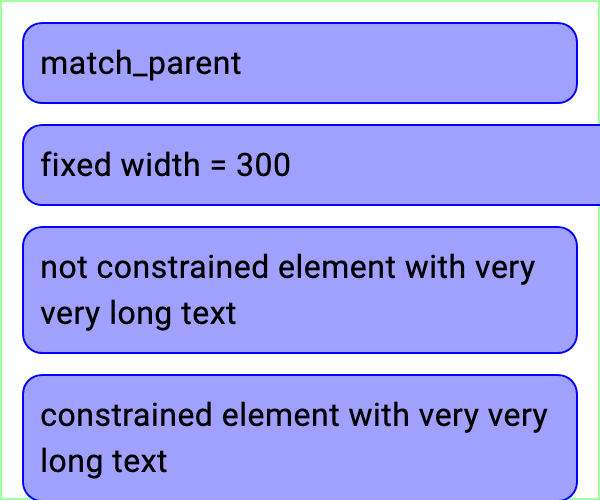 match_parent
fixed width = 300
not constrained element with very
very long text
constrained element with very very
long text